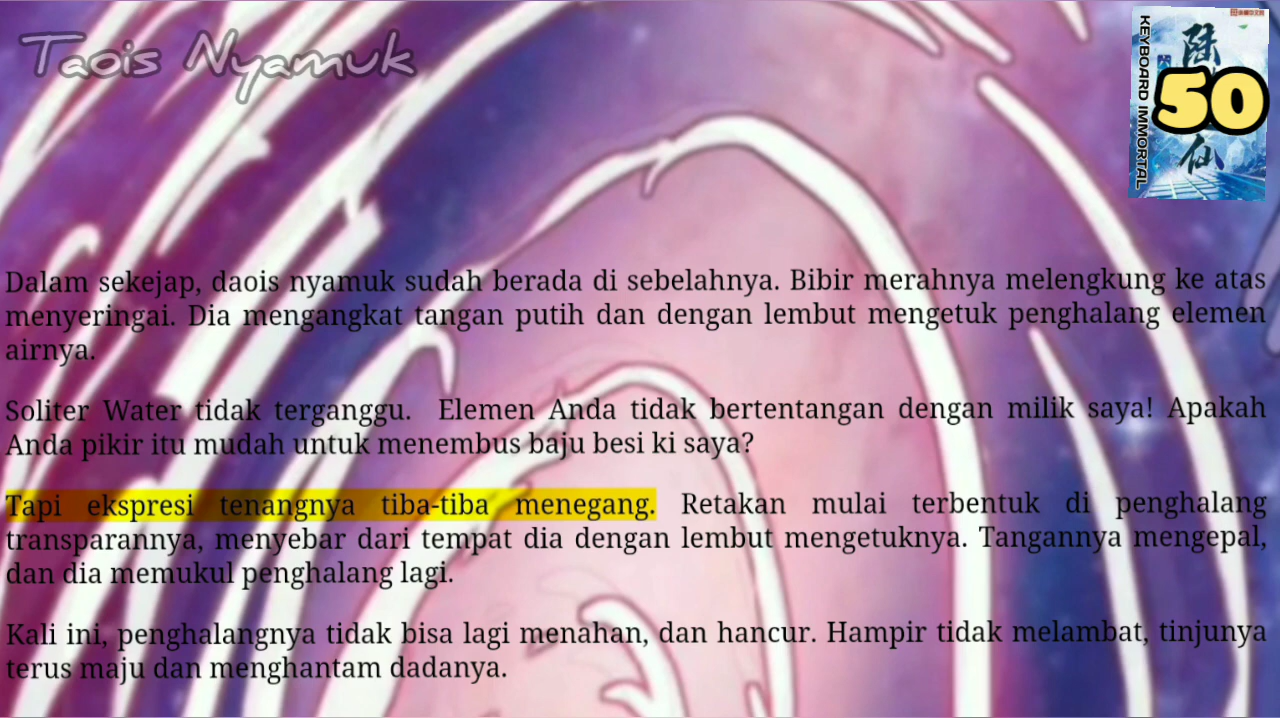 Taois Nyamuk
KEYBOARD IMMORTAL
陆
仙
50
Dalam sekejap, daois nyamuk sudah berada di sebelahnya. Bibir merahnya melengkung ke atas
menyeringai. Dia mengangkat tangan putih dan dengan lembut mengetuk penghalang elemen
airnya.
Soliter Water tidak terganggu.  Elemen Anda tidak bertentangan dengan milik saya! Apakah
Anda pikir itu mudah untuk menembus baju besi ki saya?
Tapi ekspresi tenangnya tiba-tiba menegang. Retakan mulai terbentuk di penghalang
transparannya, menyebar dari tempat dia dengan lembut mengetuknya. Tangannya mengepal,
dan dia memukul penghalang lagi.
Kali ini, penghalangnya tidak bisa lagi menahan, dan hancur. Hampir tidak melambat, tinjunya
terus maju dan menghantam dadanya.